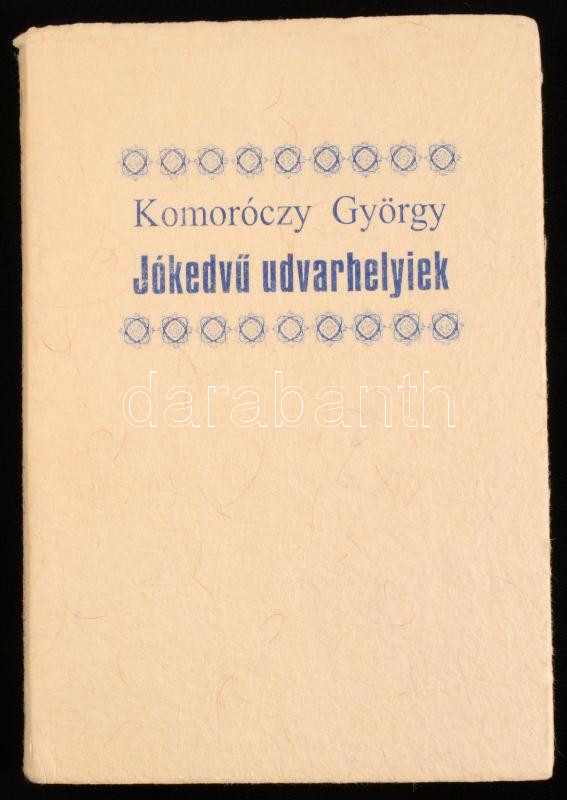 Komoróczy György
Jókedvű udvarhelyiek
darabanth